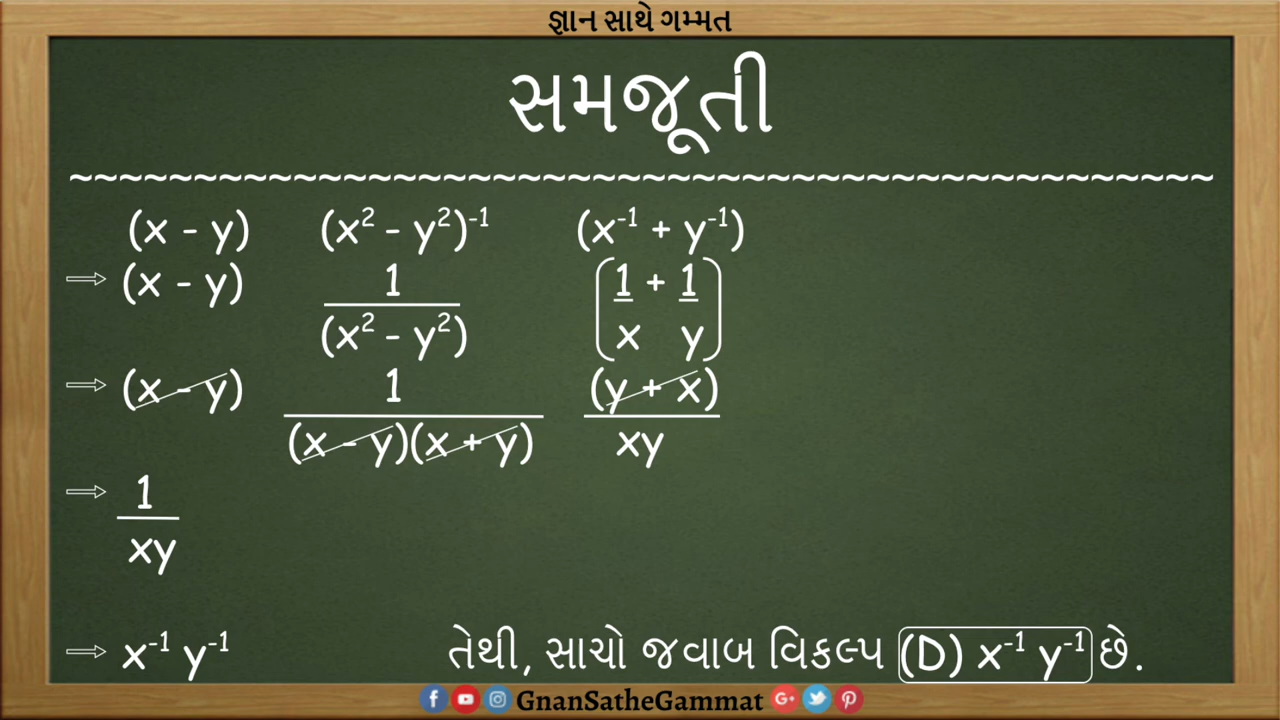 જ્ઞાન સાથે ગમ્મત
સમજૂતી
~~~~~~~~~~~~~~~~~~~~~~~~~~~~~~~~~~~~~~~~~~~~~~
(x - y) (x² - y²)⁻¹ (x⁻¹ + y⁻¹)
⇒ (x - y) 1 1 + 1
(x² - y²) x y
⇒ (x - y) 1 (y + x)
(x - y)(x + y) xy
⇒ 1
xy
⇒ x⁻¹ y⁻¹ તેથી, સાચો જવાબ વિકલ્પ (D) x⁻¹ y⁻¹ છે.
GnanSatheGammat